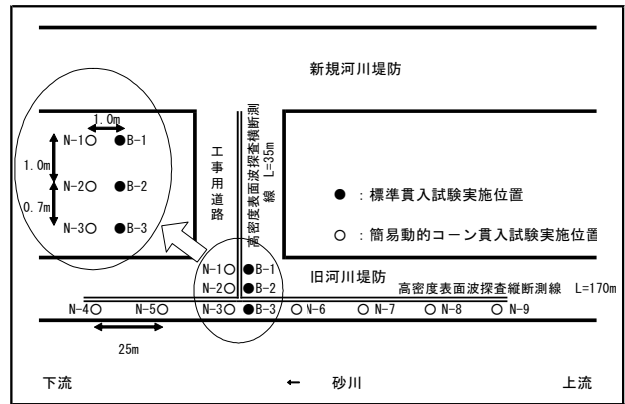 新規河川堤防
1.0m
N-1 B-1
1.0m
N-2 B-2
0.7m
N-3 B-3
工事用道路
高密度表面波探査横断測
線 L=35m
●:標準貫入試験実施位置
○:簡易動的コーン貫入試験実施位置
N-1 B-1
N-2 B-2
旧河川堤防
高密度表面波探査縦断測線 L=170m
N-4 N-5 N-3 B-3 N-6 N-7 N-8 N-9
25m
下流 ← 砂川 上流